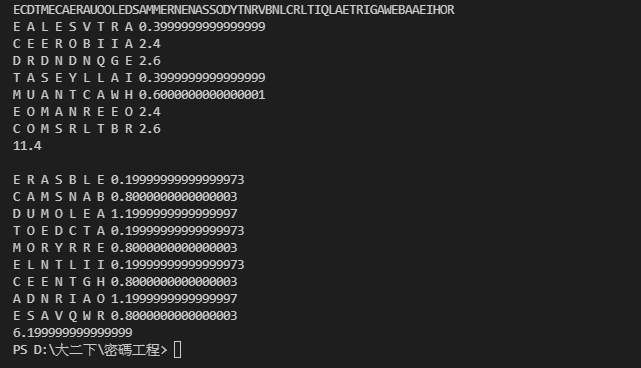 ECDTMECAERAUOOLEDSAMMERNENASSODYTNRVBNLCRLTIQLAETRIGAWEBAAEIHOR
E A L E S V T R A 0.3999999999999999
C E E R O B I I A 2.4
D R D N D N Q G E 2.6
T A S E Y L L A I 0.3999999999999999
M U A N T C A W H 0.6000000000000001
E O M A N R E E O 2.4
C O M S R L T B R 2.6
11.4
E R A S B L E 0.19999999999999973
C A M S N A B 0.8000000000000003
D U M O L E A 1.1999999999999997
T O E D C T A 0.19999999999999973
M O R Y R R E 0.8000000000000003
E L N T L I I 0.19999999999999973
C E E N T G H 0.8000000000000003
A D N R I A O 1.1999999999999997
E S A V Q W R 0.8000000000000003
6.199999999999999
PS D:\大二下\密碼工程>